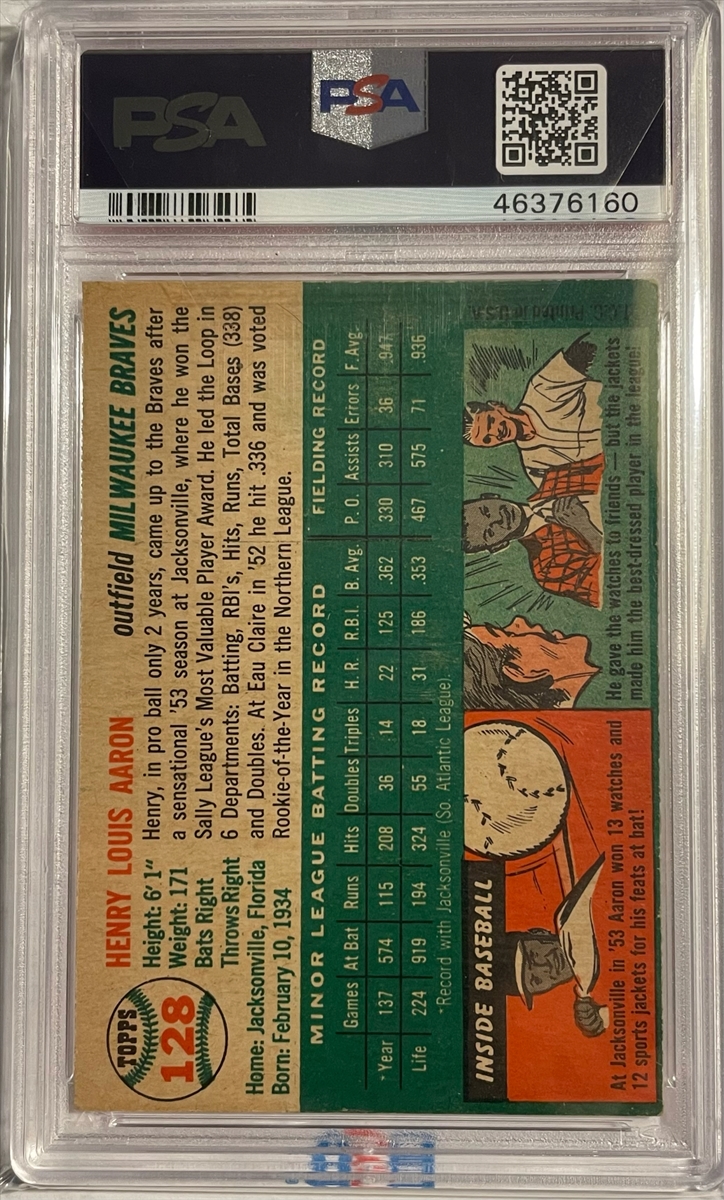 PSA
PSA
46376160
TOPPS
128
HENRY LOUIS AARON
outfield MILWAUKEE BRAVES
Height: 6' 1"
Weight: 171
Bats Right
Throws Right
Home: Jacksonville, Florida
Born: February 10, 1934
Henry, in pro ball only 2 years, came up to the Braves after
a sensational '53 season at Jacksonville, where he won the
Sally League's Most Valuable Player Award. He led the Loop in
6 Departments: Batting, RBI's, Hits, Runs, Total Bases (338)
and Doubles. At Eau Claire in '52 he hit .336 and was voted
Rookie-of-the-Year in the Northern League.
MINOR LEAGUE BATTING RECORD FIELDING RECORD
Games At Bat Runs Hits Doubles Triples H. R. R.B.I. B. Avg. P. O. Assists Errors F. Avg.
*Year 137 574 115 208 36 14 22 125 .362 330 310 36 .947
Life 224 919 194 324 55 18 31 186 .353 467 575 71 .936
*Record with Jacksonville (So. Atlantic League).
T.C.G. Printed in U.S.A.
INSIDE BASEBALL
At Jacksonville in '53 Aaron won 13 watches and
12 sports jackets for his feats at bat!
He gave the watches to friends — but the jackets
made him the best-dressed player in the league!